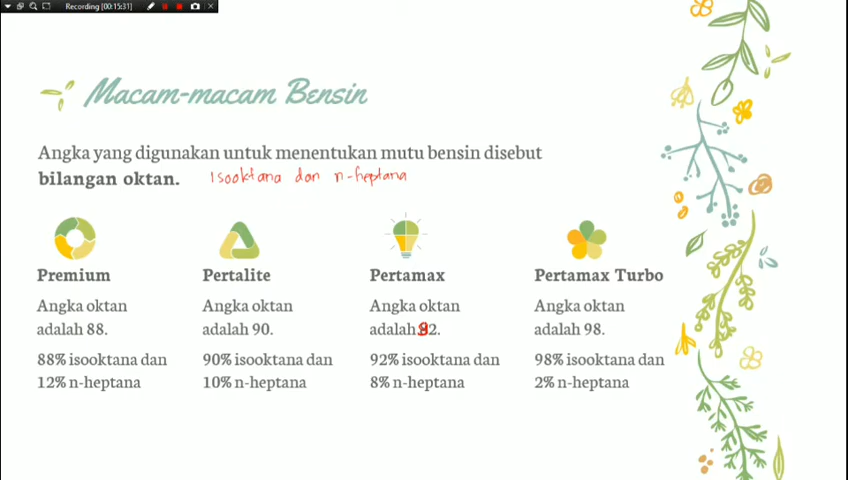 Recording [00:15:31]
Macam-macam Bensin
Angka yang digunakan untuk menentukan mutu bensin disebut
bilangan oktan. isooktana dan n-heptana
Premium
Angka oktan
adalah 88.
88% isooktana dan
12% n-heptana
Pertalite
Angka oktan
adalah 90.
90% isooktana dan
10% n-heptana
Pertamax
Angka oktan
adalah 92.
92% isooktana dan
8% n-heptana
Pertamax Turbo
Angka oktan
adalah 98.
98% isooktana dan
2% n-heptana